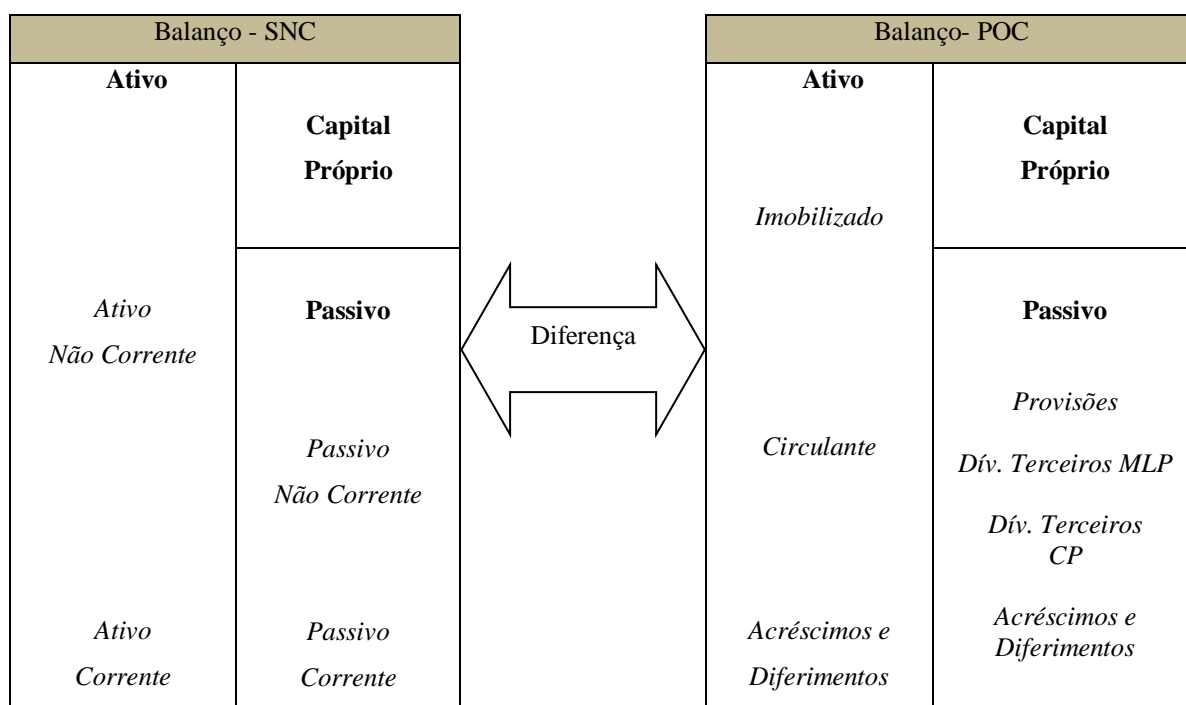 Balanço - SNC
Ativo
Ativo
Não Corrente
Ativo
Corrente
Capital
Próprio
Passivo
Passivo
Não Corrente
Passivo
Corrente
Diferença
Balanço- POC
Ativo
Imobilizado
Circulante
Acréscimos e
Diferimentos
Capital
Próprio
Passivo
Provisões
Dív. Terceiros MLP
Dív. Terceiros
CP
Acréscimos e
Diferimentos